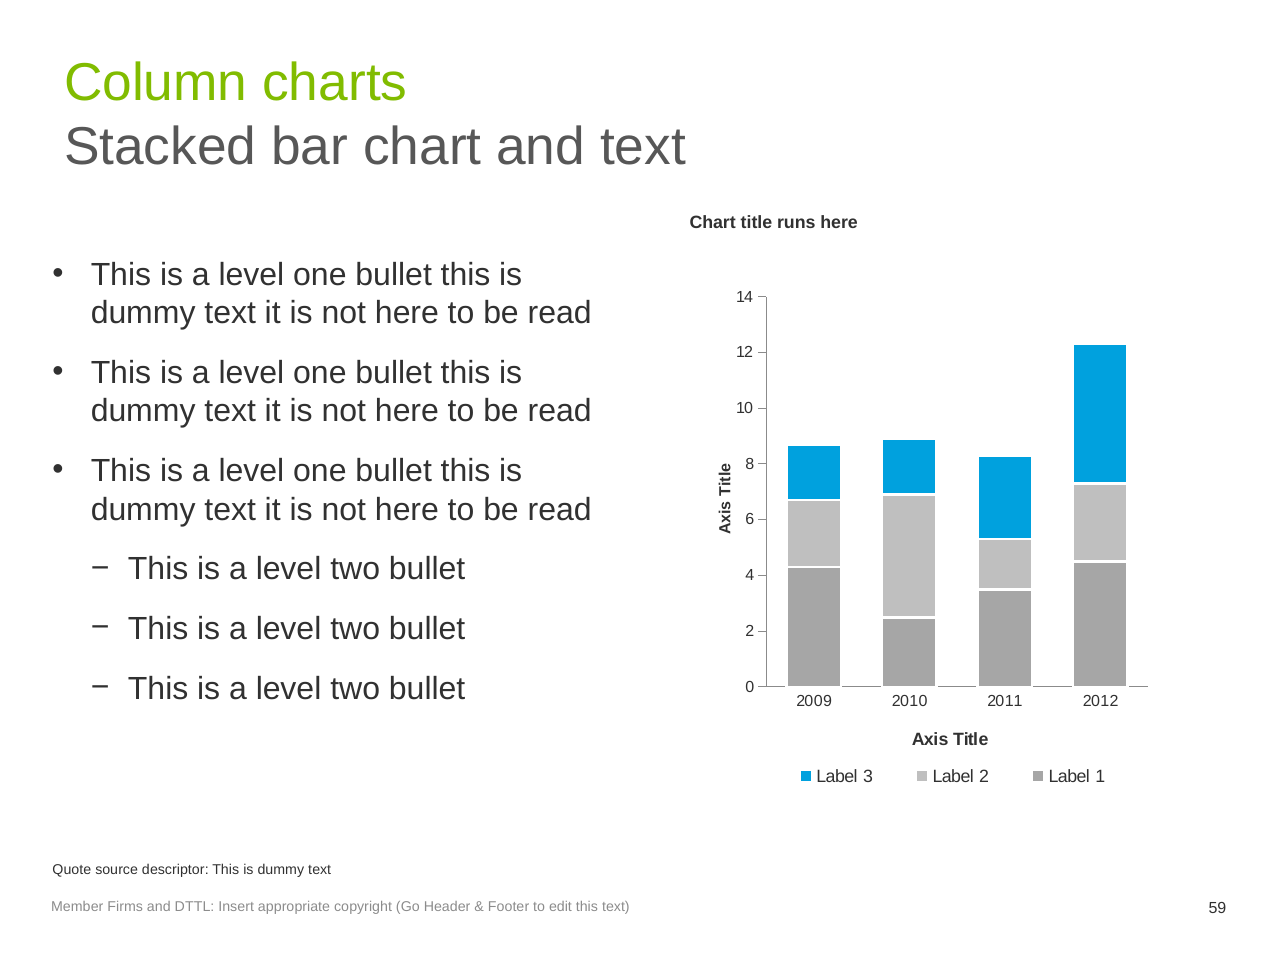 Column charts
Stacked bar chart and text
• This is a level one bullet this is
dummy text it is not here to be read
• This is a level one bullet this is
dummy text it is not here to be read
• This is a level one bullet this is
dummy text it is not here to be read
– This is a level two bullet
– This is a level two bullet
– This is a level two bullet
Chart title runs here
Axis Title
14
12
10
8
6
4
2
0
2009 2010 2011 2012
Axis Title
Label 3 Label 2 Label 1
Quote source descriptor: This is dummy text
Member Firms and DTTL: Insert appropriate copyright (Go Header & Footer to edit this text)
59